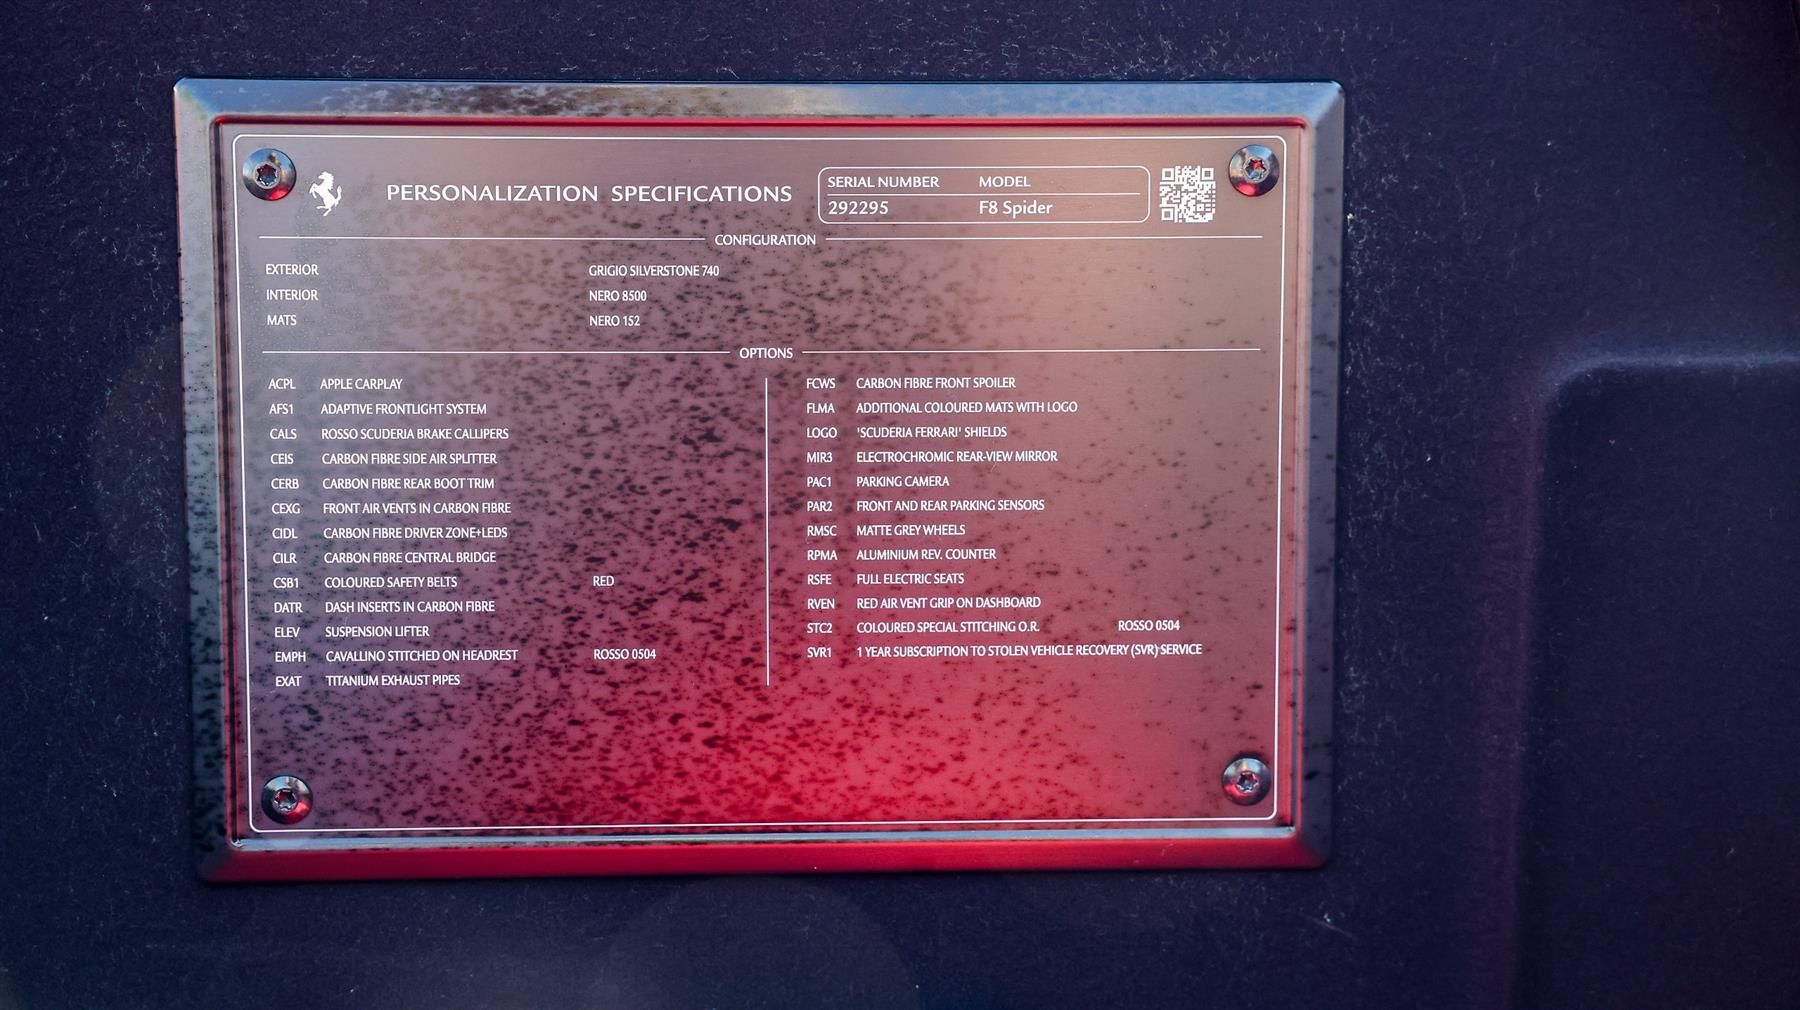 PERSONALIZATION SPECIFICATIONS
SERIAL NUMBER MODEL
292295 F8 Spider
CONFIGURATION
EXTERIOR GRIGIO SILVERSTONE 740
INTERIOR NERO 8500
MATS NERO 152
OPTIONS
ACPL APPLE CARPLAY
AFS1 ADAPTIVE FRONTLIGHT SYSTEM
CALS ROSSO SCUDERIA BRAKE CALLIPERS
CEIS CARBON FIBRE SIDE AIR SPLITTER
CERB CARBON FIBRE REAR BOOT TRIM
CEXG FRONT AIR VENTS IN CARBON FIBRE
CIDL CARBON FIBRE DRIVER ZONE+LEDS
CILR CARBON FIBRE CENTRAL BRIDGE
CSB1 COLOURED SAFETY BELTS RED
DATR DASH INSERTS IN CARBON FIBRE
ELEV SUSPENSION LIFTER
EMPH CAVALLINO STITCHED ON HEADREST ROSSO 0504
EXAT TITANIUM EXHAUST PIPES
FCWS CARBON FIBRE FRONT SPOILER
FLMA ADDITIONAL COLOURED MATS WITH LOGO
LOGO 'SCUDERIA FERRARI' SHIELDS
MIR3 ELECTROCHROMIC REAR-VIEW MIRROR
PAC1 PARKING CAMERA
PAR2 FRONT AND REAR PARKING SENSORS
RMSC MATTE GREY WHEELS
RPMA ALUMINIUM REV. COUNTER
RSFE FULL ELECTRIC SEATS
RVEN RED AIR VENT GRIP ON DASHBOARD
STC2 COLOURED SPECIAL STITCHING O.R. ROSSO 0504
SVR1 1 YEAR SUBSCRIPTION TO STOLEN VEHICLE RECOVERY (SVR) SERVICE